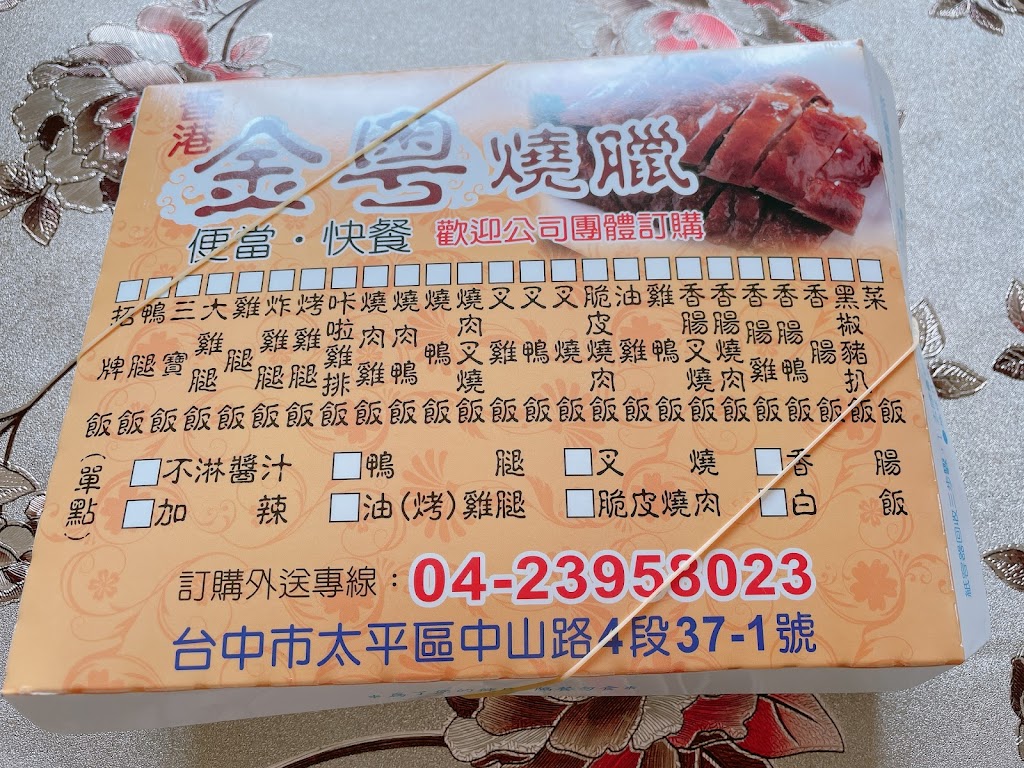 香港
金粵燒臘
便當·快餐 歡迎公司團體訂購
招牌飯
鴨腿飯
三寶飯
大雞腿飯
雞腿飯
炸雞腿飯
烤雞腿飯
咔啦雞排飯
燒肉雞飯
燒肉鴨飯
燒鴨飯
燒肉叉燒飯
叉雞飯
叉鴨飯
叉燒飯
脆皮燒肉飯
油雞飯
雞鴨飯
香腸叉燒飯
香腸燒肉飯
香腸雞飯
香腸鴨飯
香腸飯
黑椒豬扒飯
菜飯
(單點)
不淋醬汁 鴨腿 叉燒 香腸
加辣 油(烤)雞腿 脆皮燒肉 白飯
訂購外送專線：04-23958023
台中市太平區中山路4段37-1號